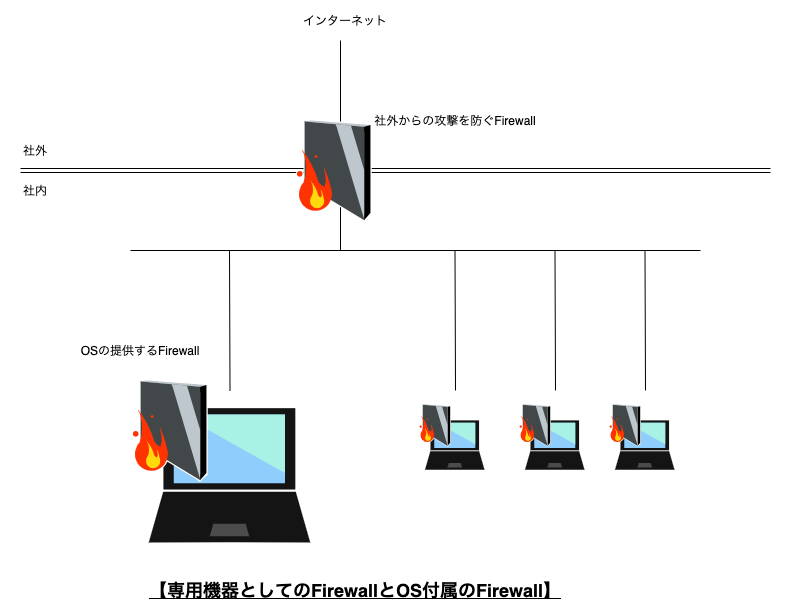 インターネット
社外からの攻撃を防ぐFirewall
社外
社内
OSの提供するFirewall
【専用機器としてのFirewallとOS付属のFirewall】